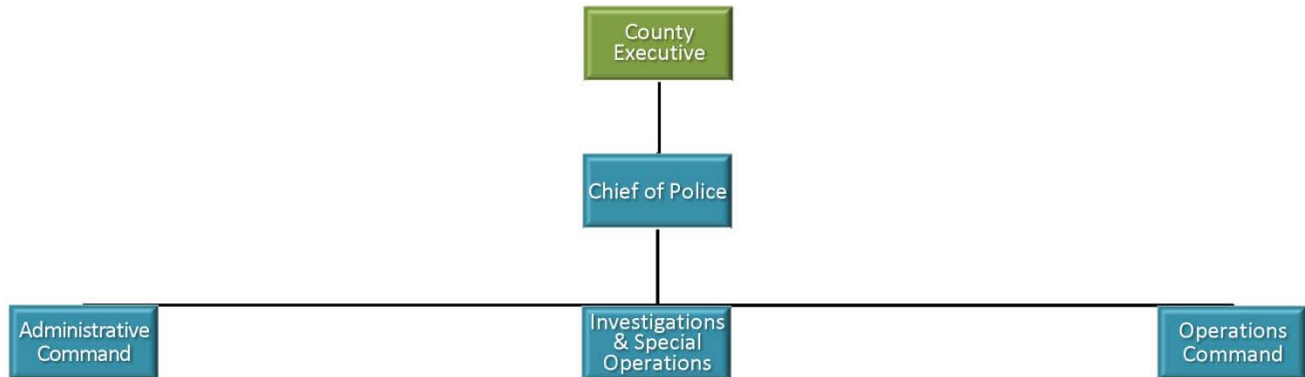 County
Executive
Chief of Police
Administrative
Command
Investigations
& Special
Operations
Operations
Command